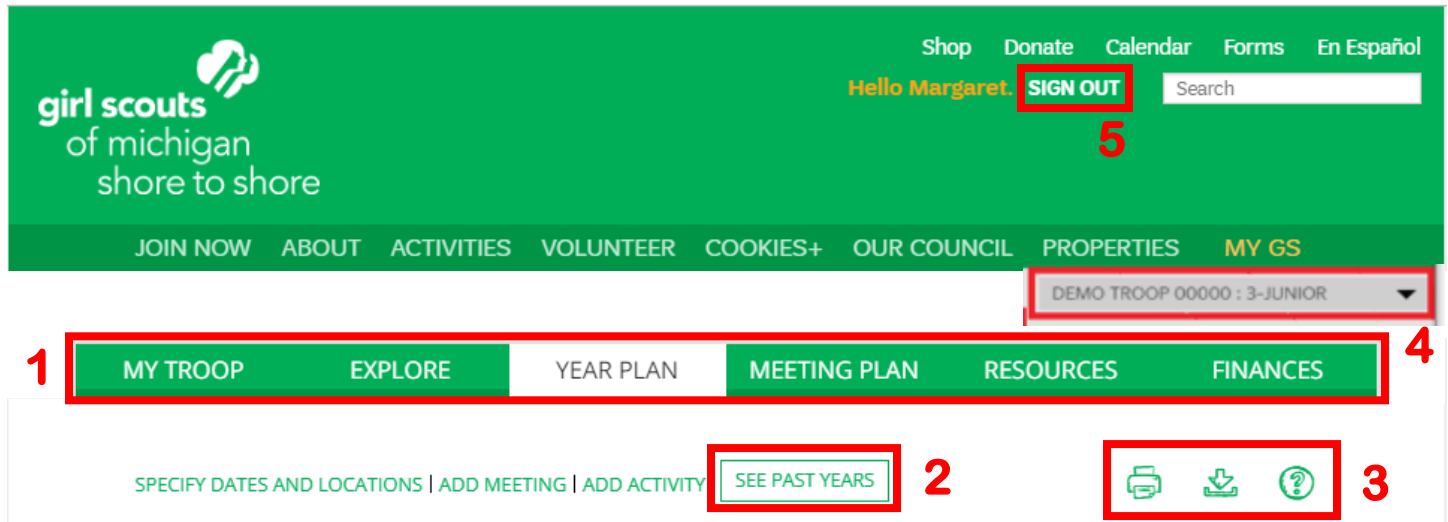 Shop Donate Calendar Forms En Español
Hello Margaret. SIGN OUT Search
5
girl scouts
of michigan
shore to shore
JOIN NOW ABOUT ACTIVITIES VOLUNTEER COOKIES+ OUR COUNCIL PROPERTIES MY GS
DEMO TROOP 00000 : 3-JUNIOR
4
1 MY TROOP EXPLORE YEAR PLAN MEETING PLAN RESOURCES FINANCES
SPECIFY DATES AND LOCATIONS | ADD MEETING | ADD ACTIVITY SEE PAST YEARS 2 ? 3